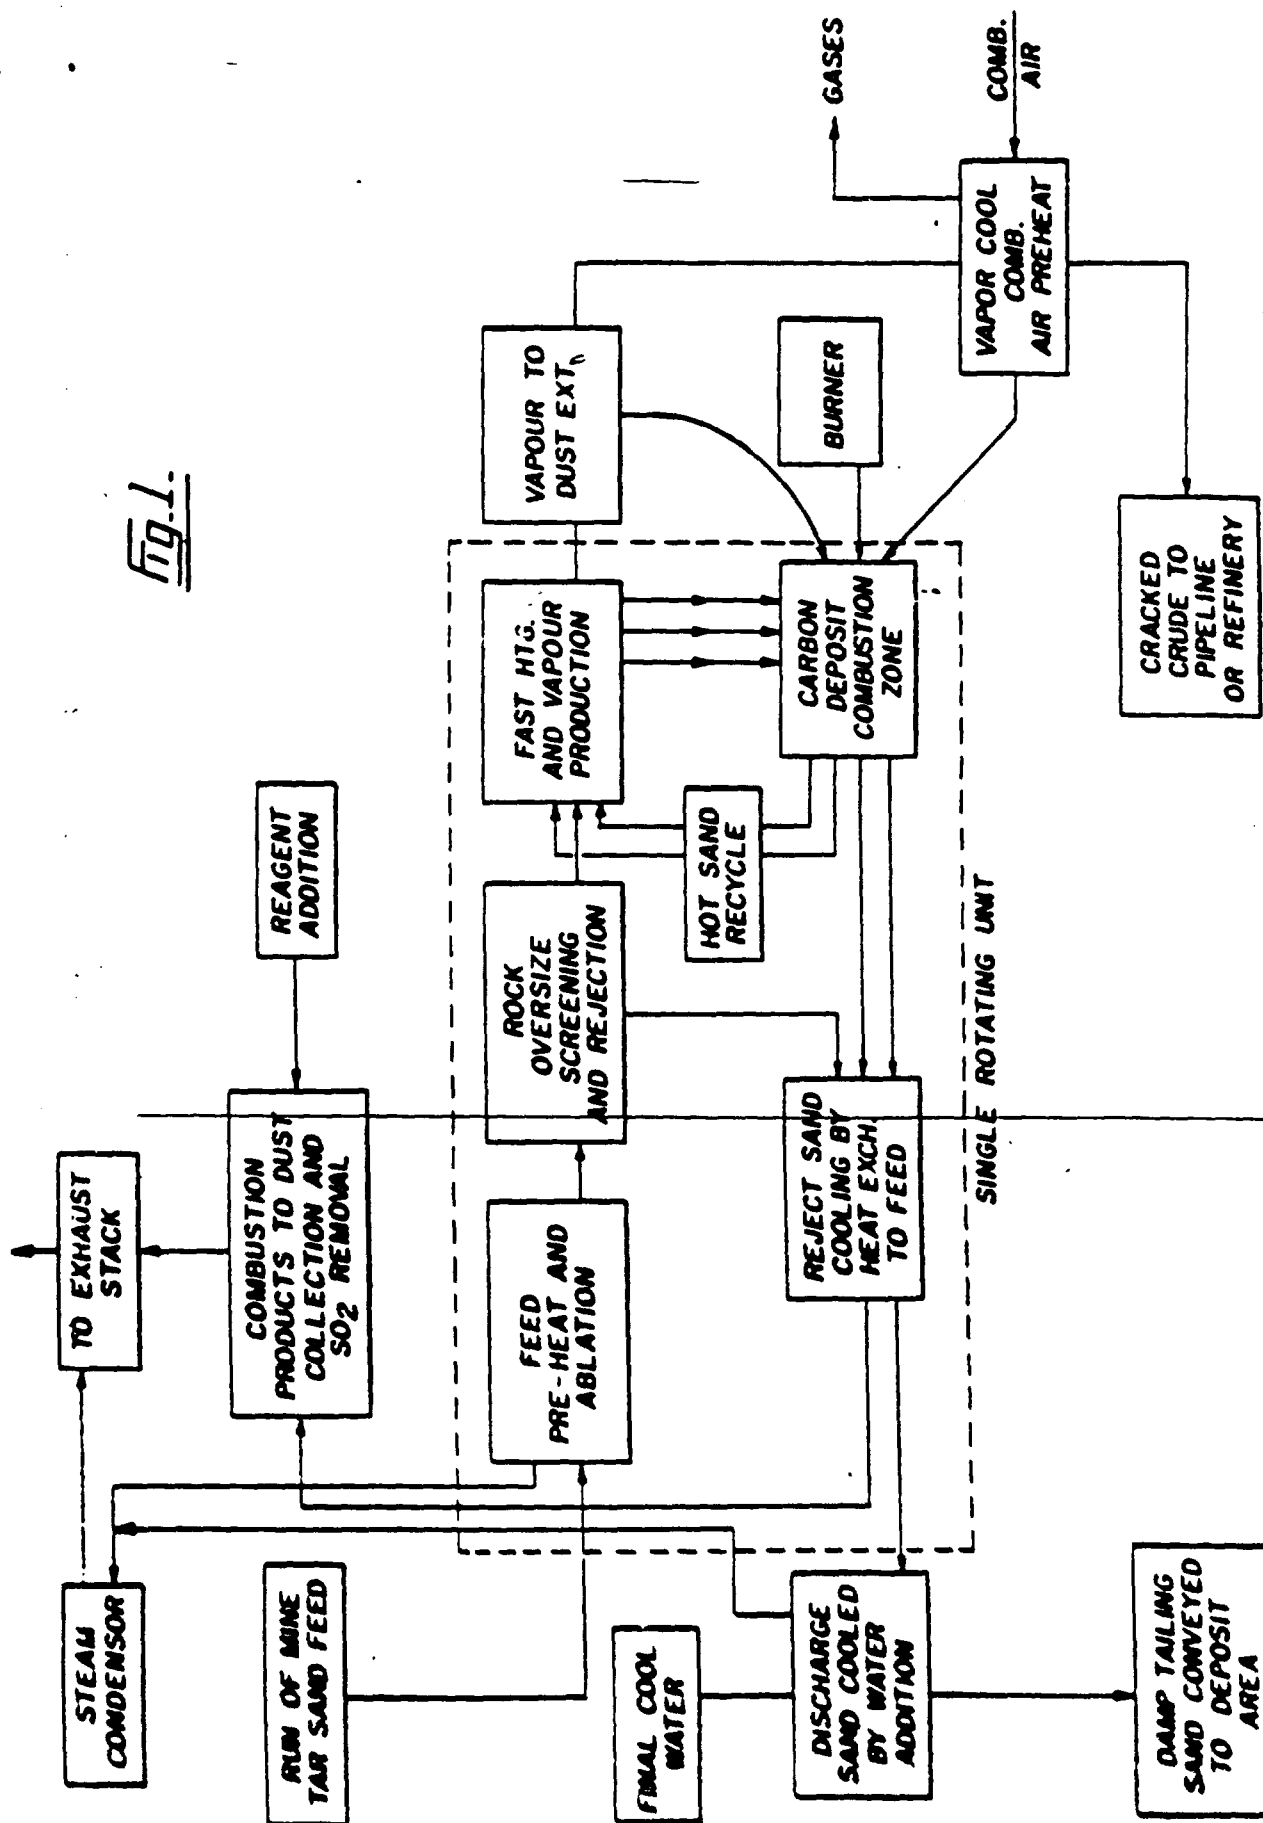 Fig. 1.
TO EXHAUST
STACK
STEAM
CONDENSOR
COMBUSTION
PRODUCTS TO DUST
COLLECTION AND
SO2 REMOVAL
REAGENT
ADDITION
RUN OF MINE
TAR SAND FEED
FEED
PRE-HEAT AND
ABLATION
ROCK
OVERSIZE
SCREENING
AND REJECTION
FAST HTG.
AND VAPOUR
PRODUCTION
VAPOUR TO
DUST EXTn
HOT SAND
RECYCLE
BURNER
GASES
FINAL COOL
WATER
DISCHARGE
SAND COOLED
BY WATER
ADDITION
REJECT SAND
COOLING BY
HEAT EXCH.
TO FEED
CARBON
DEPOSIT
COMBUSTION
ZONE
VAPOR COOL
COMB.
AIR PREHEAT
COMB.
AIR
SINGLE ROTATING UNIT
DAMP TAILING
SAND CONVEYED
TO DEPOSIT
AREA
CRACKED
CRUDE TO
PIPELINE
OR REFINERY